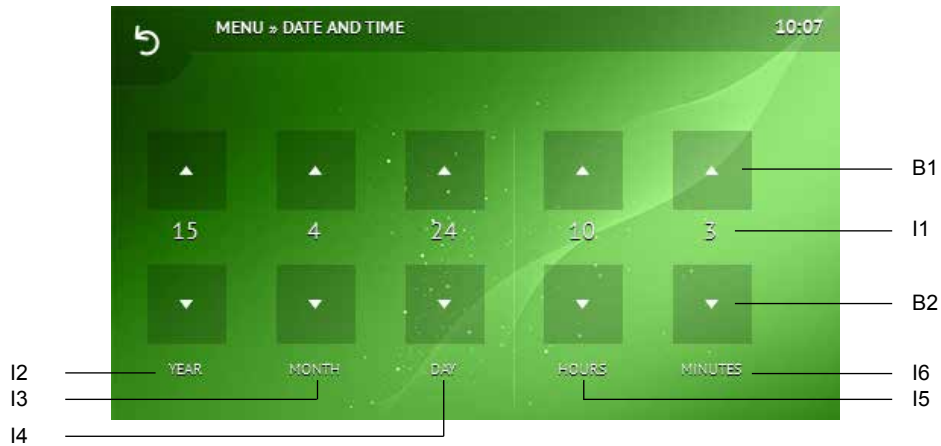 MENU » DATE AND TIME 10:07
B1
15 4 24 10 3 I1
B2
I2 YEAR MONTH DAY HOURS MINUTES I6
I3 I5
I4